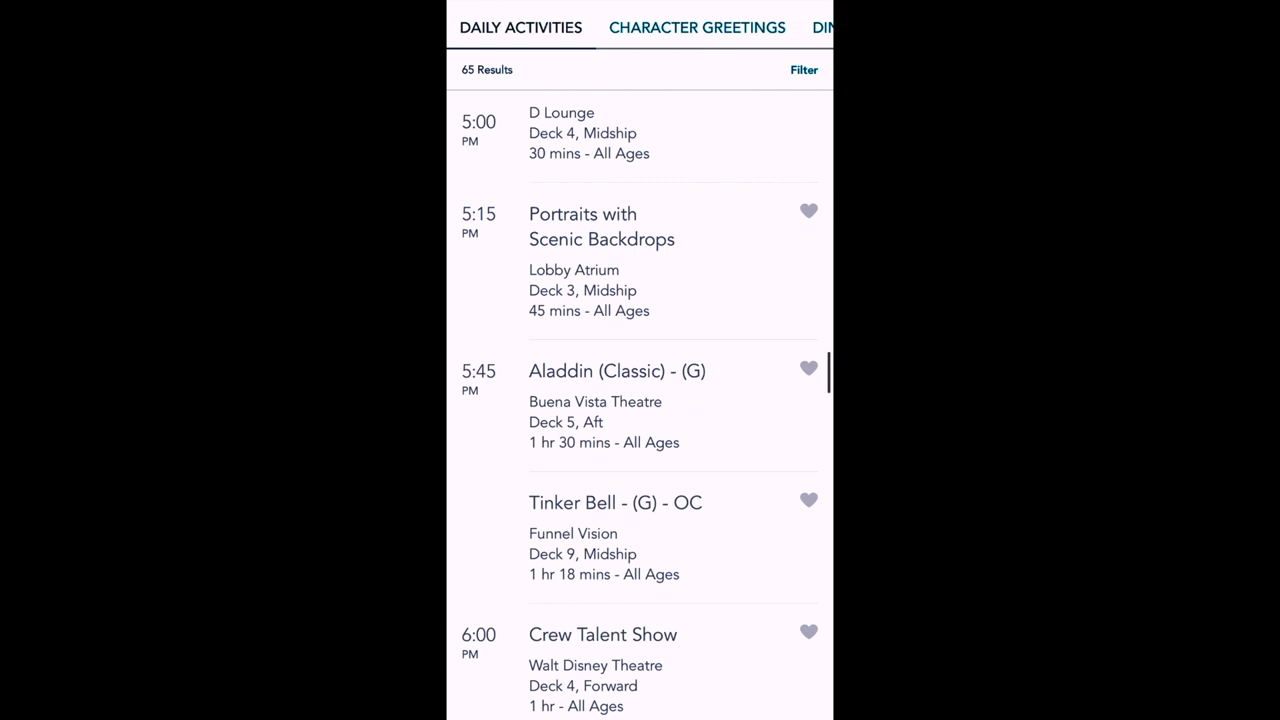 DAILY ACTIVITIES CHARACTER GREETINGS DIN
65 Results Filter
5:00 PM
D Lounge
Deck 4, Midship
30 mins - All Ages
5:15 PM
Portraits with
Scenic Backdrops
Lobby Atrium
Deck 3, Midship
45 mins - All Ages
5:45 PM
Aladdin (Classic) - (G)
Buena Vista Theatre
Deck 5, Aft
1 hr 30 mins - All Ages
Tinker Bell - (G) - OC
Funnel Vision
Deck 9, Midship
1 hr 18 mins - All Ages
6:00 PM
Crew Talent Show
Walt Disney Theatre
Deck 4, Forward
1 hr - All Ages